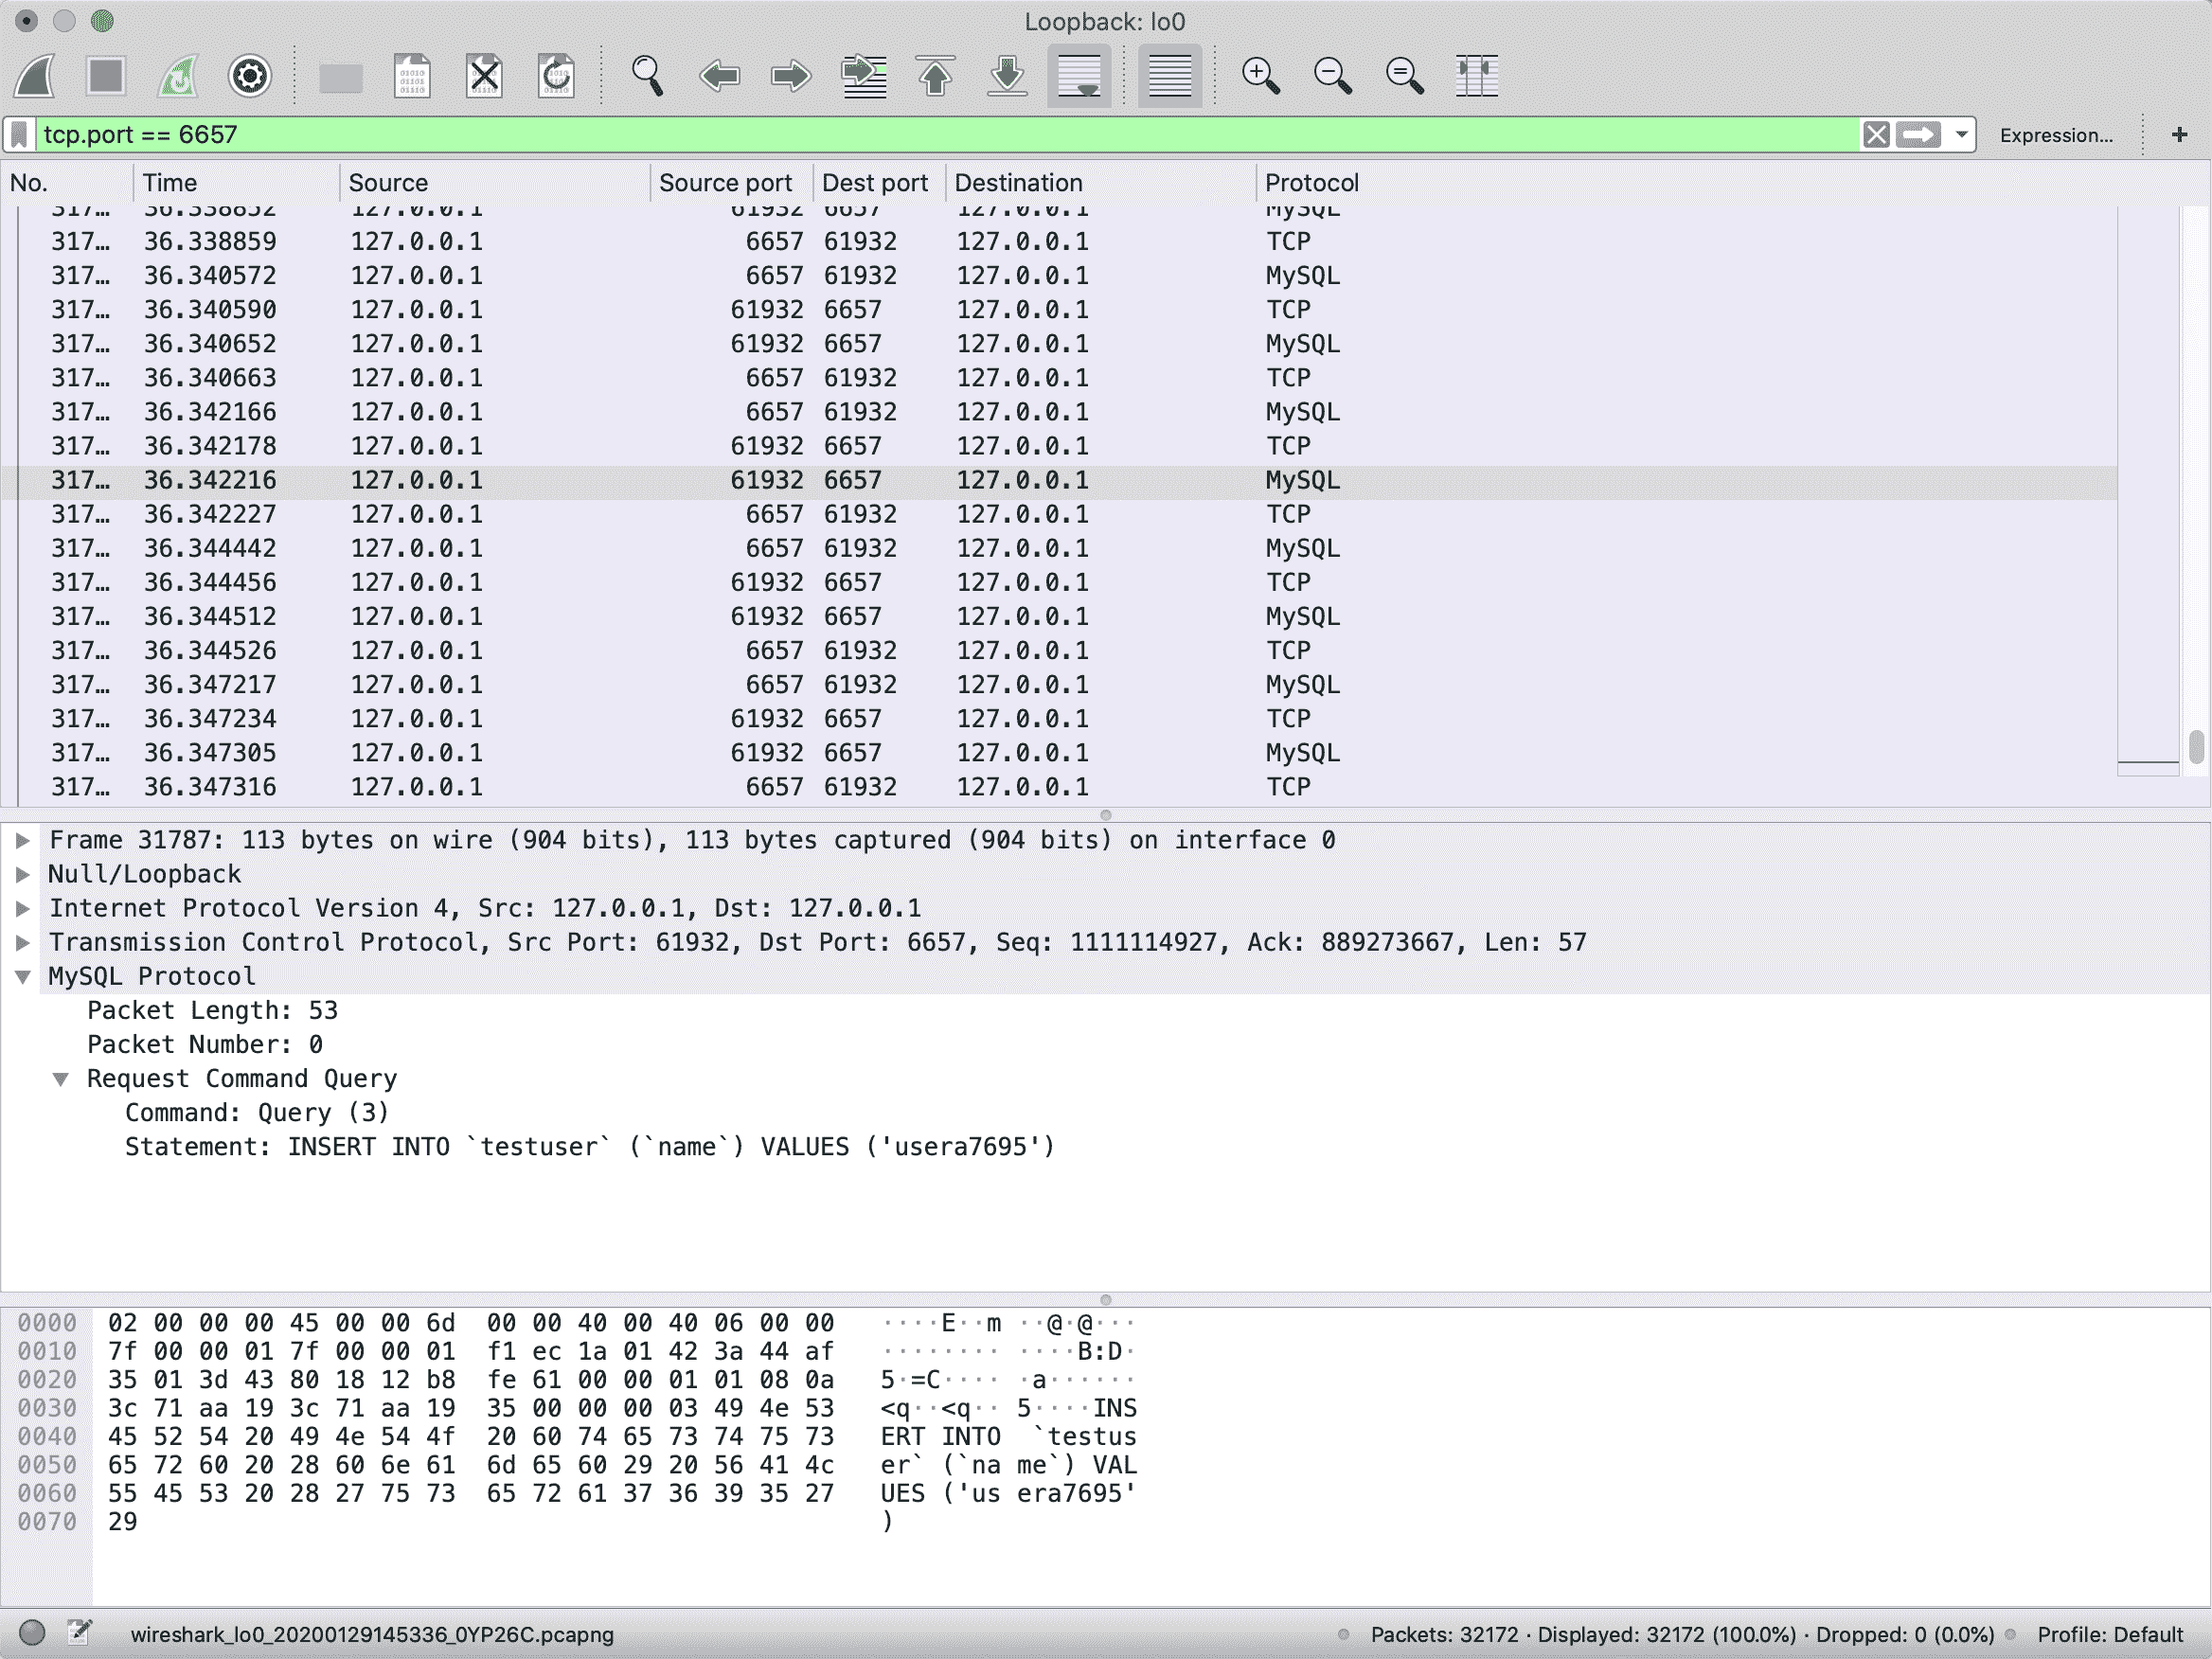 Loopback: lo0
tcp.port == 6657 Expression... +
No. Time Source Source port Dest port Destination Protocol
317… 36.338852 127.0.0.1 61932 6657 127.0.0.1 MySQL
317… 36.338859 127.0.0.1 6657 61932 127.0.0.1 TCP
317… 36.340572 127.0.0.1 6657 61932 127.0.0.1 MySQL
317… 36.340590 127.0.0.1 61932 6657 127.0.0.1 TCP
317… 36.340652 127.0.0.1 61932 6657 127.0.0.1 MySQL
317… 36.340663 127.0.0.1 6657 61932 127.0.0.1 TCP
317… 36.342166 127.0.0.1 6657 61932 127.0.0.1 MySQL
317… 36.342178 127.0.0.1 61932 6657 127.0.0.1 TCP
317… 36.342216 127.0.0.1 61932 6657 127.0.0.1 MySQL
317… 36.342227 127.0.0.1 6657 61932 127.0.0.1 TCP
317… 36.344442 127.0.0.1 6657 61932 127.0.0.1 MySQL
317… 36.344456 127.0.0.1 61932 6657 127.0.0.1 TCP
317… 36.344512 127.0.0.1 61932 6657 127.0.0.1 MySQL
317… 36.344526 127.0.0.1 6657 61932 127.0.0.1 TCP
317… 36.347217 127.0.0.1 6657 61932 127.0.0.1 MySQL
317… 36.347234 127.0.0.1 61932 6657 127.0.0.1 TCP
317… 36.347305 127.0.0.1 61932 6657 127.0.0.1 MySQL
317… 36.347316 127.0.0.1 6657 61932 127.0.0.1 TCP
Frame 31787: 113 bytes on wire (904 bits), 113 bytes captured (904 bits) on interface 0
Null/Loopback
Internet Protocol Version 4, Src: 127.0.0.1, Dst: 127.0.0.1
Transmission Control Protocol, Src Port: 61932, Dst Port: 6657, Seq: 1111114927, Ack: 889273667, Len: 57
MySQL Protocol
Packet Length: 53
Packet Number: 0
Request Command Query
Command: Query (3)
Statement: INSERT INTO `testuser` (`name`) VALUES ('usera7695')
0000 02 00 00 00 45 00 00 6d 00 00 40 00 40 06 00 00 ····E··m ··@·@···
0010 7f 00 00 01 7f 00 00 01 f1 ec 1a 01 42 3a 44 af ········ ····B:D·
0020 35 01 3d 43 80 18 12 b8 fe 61 00 00 01 01 08 0a 5·=C···· ·a······
0030 3c 71 aa 19 3c 71 aa 19 35 00 00 00 03 49 4e 53 <q··<q·· 5····INS
0040 45 52 54 20 49 4e 54 4f 20 60 74 65 73 74 75 73 ERT INTO `testus
0050 65 72 60 20 28 60 6e 61 6d 65 60 29 20 56 41 4c er` (`na me`) VAL
0060 55 45 53 20 28 27 75 73 65 72 61 37 36 39 35 27 UES ('us era7695'
0070 29 )
wireshark_lo0_20200129145336_0YP26C.pcapng Packets: 32172 · Displayed: 32172 (100.0%) · Dropped: 0 (0.0%) Profile: Default